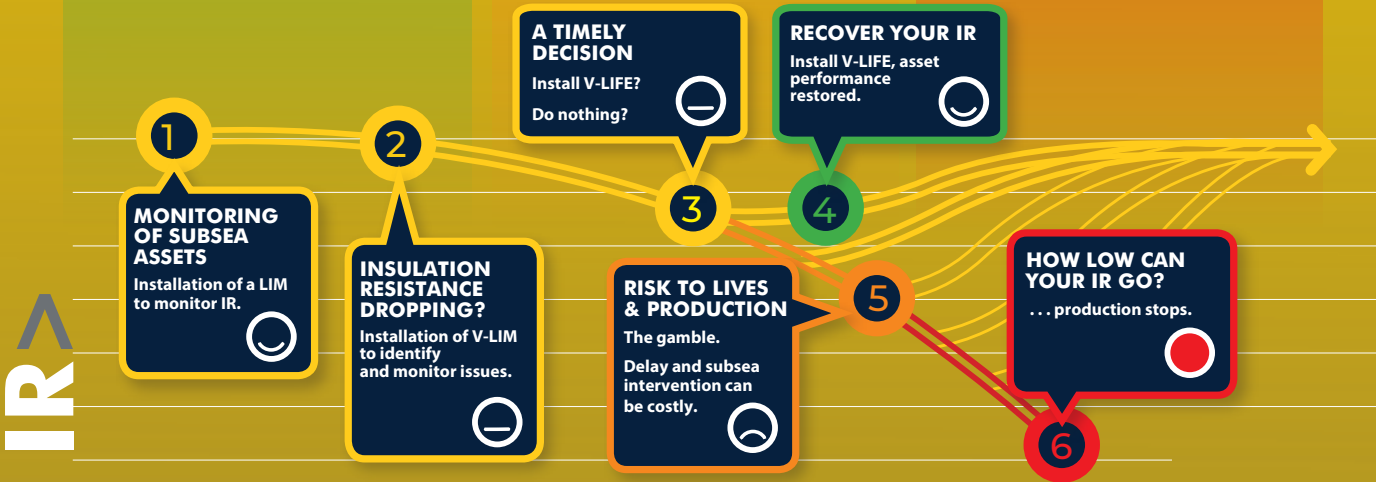 1
MONITORING
OF SUBSEA
ASSETS
Installation of a LIM
to monitor IR.
2
INSULATION
RESISTANCE
DROPPING?
Installation of V-LIM
to identify
and monitor issues.
A TIMELY
DECISION
Install V-LIFE?
Do nothing?
3
RECOVER YOUR IR
Install V-LIFE, asset
performance
restored.
4
RISK TO LIVES
& PRODUCTION
The gamble.
Delay and subsea
intervention can
be costly.
5
HOW LOW CAN
YOUR IR GO?
. . . production stops.
6
IR >